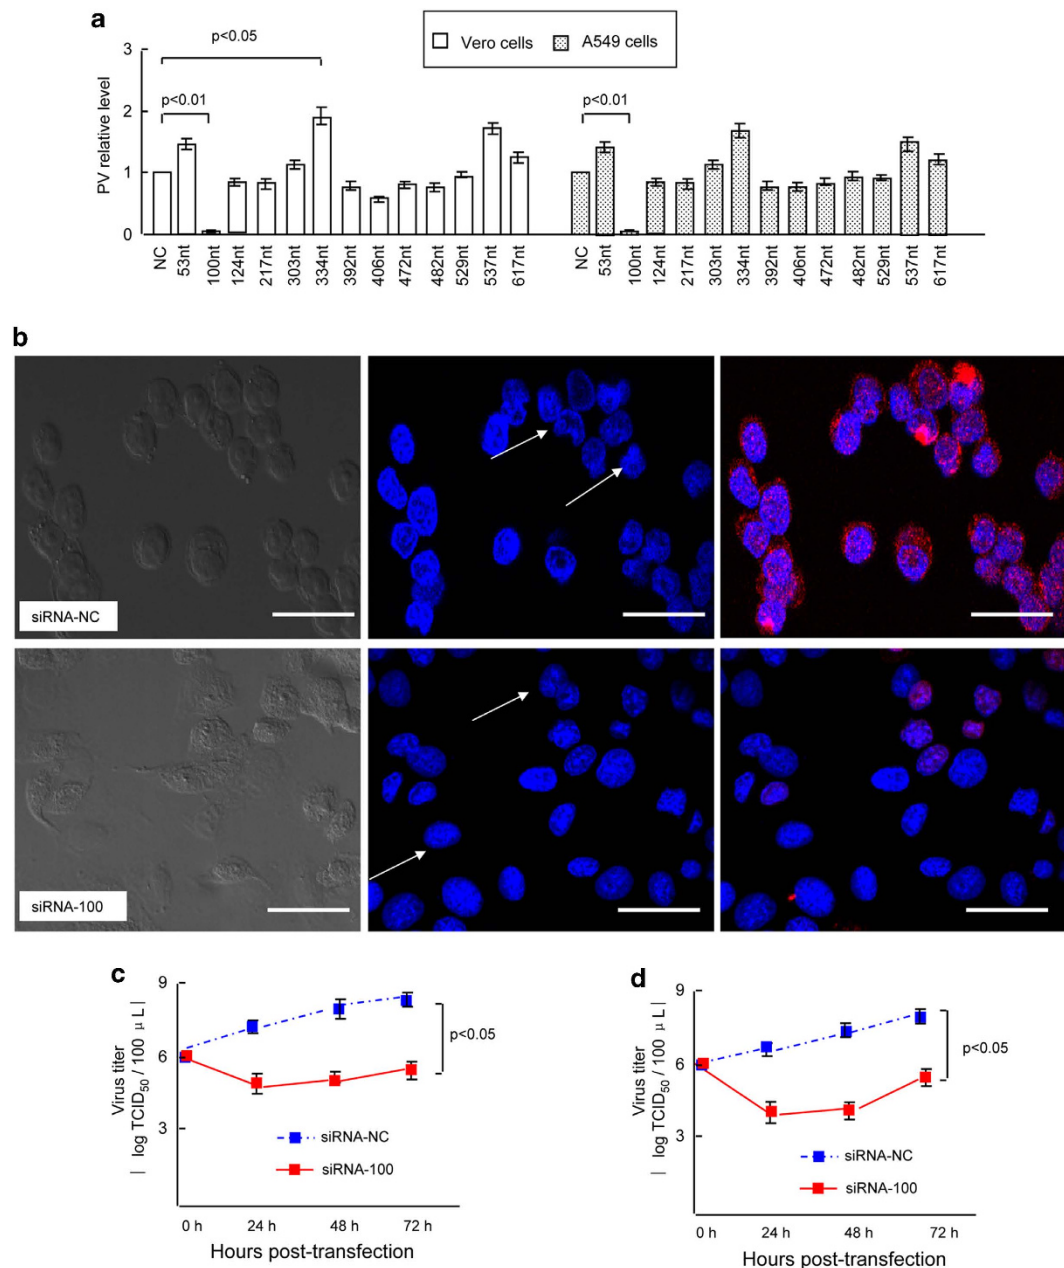 a
Vero cells A549 cells
PV relative level
3
2
1
0
p<0.05
p<0.01
p<0.01
NC 53nt 100nt 124nt 217nt 303nt 334nt 392nt 406nt 472nt 482nt 529nt 537nt 617nt
NC 53nt 100nt 124nt 217nt 303nt 334nt 392nt 406nt 472nt 482nt 529nt 537nt 617nt
b
siRNA-NC
siRNA-100
c
Virus titer
| log TCID50 / 100 μL |
9
6
3
p<0.05
siRNA-NC
siRNA-100
0 h 24 h 48 h 72 h
Hours post-transfection
d
Virus titer
| log TCID50 / 100 μL |
9
6
3
p<0.05
siRNA-NC
siRNA-100
0 h 24 h 48 h 72 h
Hours post-transfection